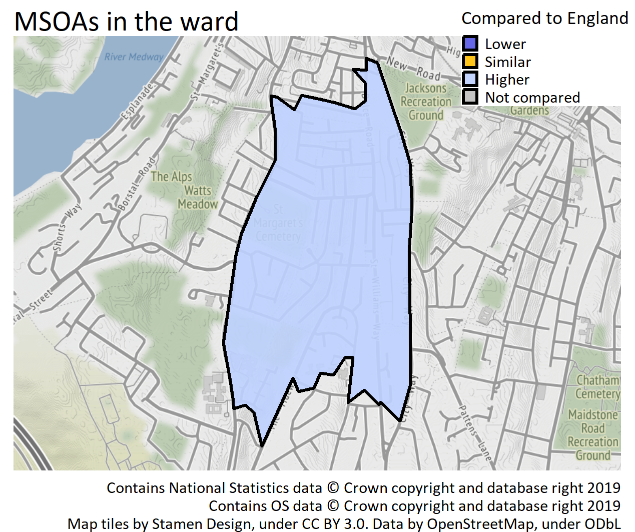 MSOAs in the ward
Compared to England
Lower
Similar
Higher
Not compared
River Medway
Esplanade
St. Margaret's
New Road
Jacksons
Recreation
Ground
Gardens
The Alps
Watts
Meadow
Borstal Road
Shorts Way
Street
Cemetery
Chatham
Cemetery
Maidstone
Road
Recreation
Ground
Pattens Lane
Contains National Statistics data © Crown copyright and database right 2019
Contains OS data © Crown copyright and database right 2019
Map tiles by Stamen Design, under CC BY 3.0. Data by OpenStreetMap, under ODbL